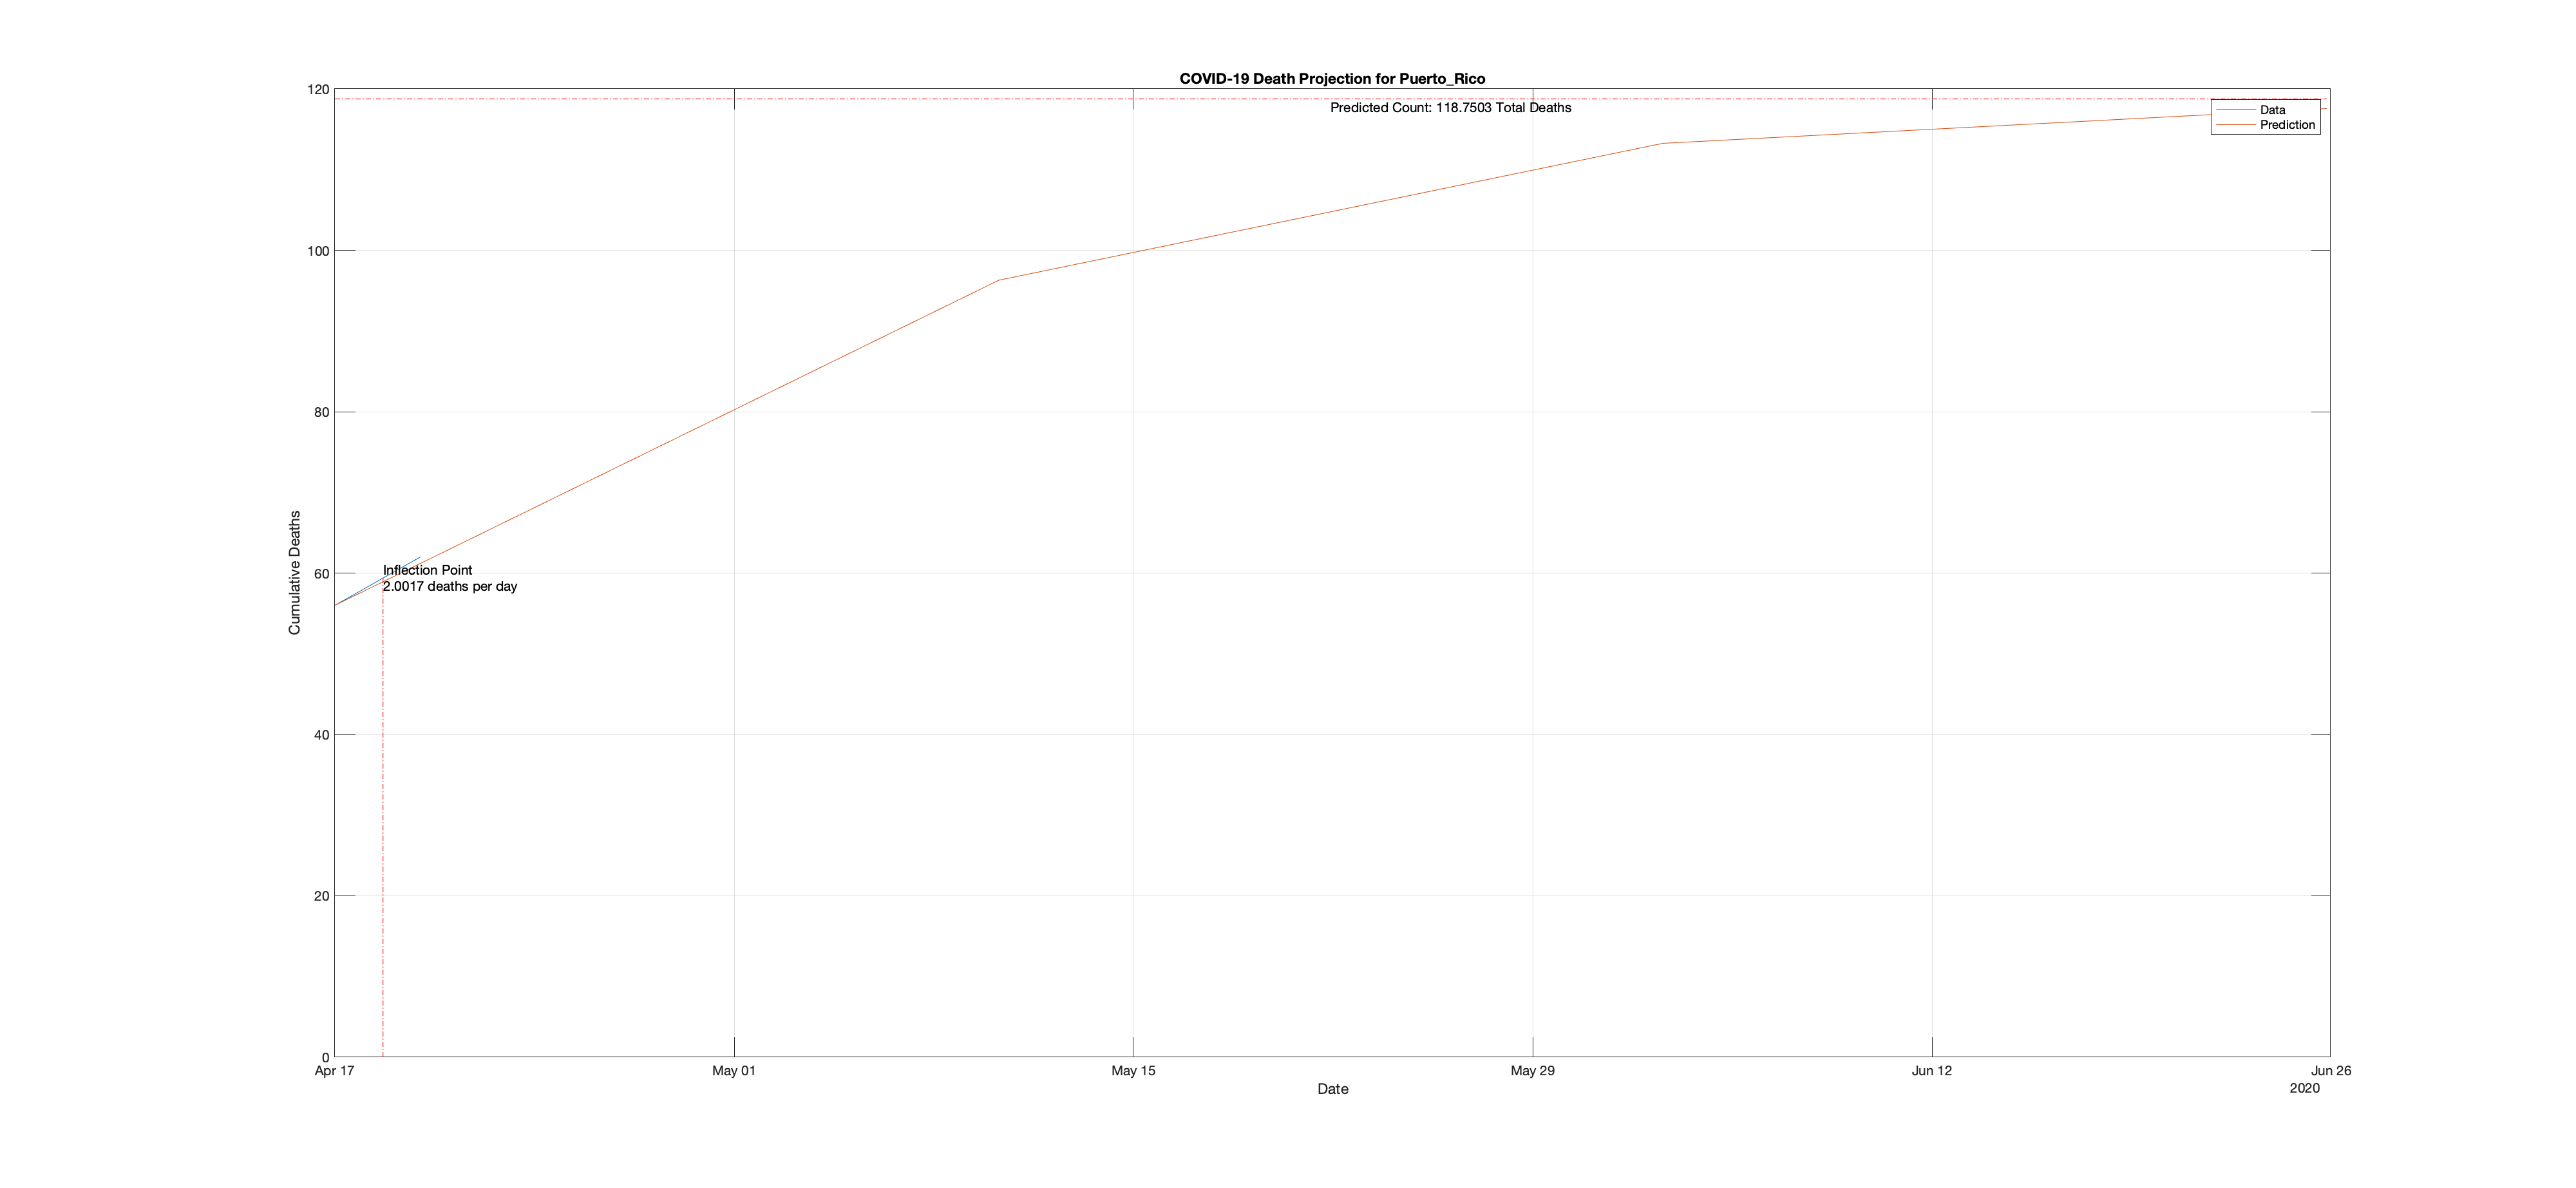 COVID-19 Death Projection for Puerto_Rico
120
Predicted Count: 118.7503 Total Deaths
Data
Prediction
100
80
60
Inflection Point
2.0017 deaths per day
40
20
0
Cumulative Deaths
Apr 17
May 01
May 15
May 29
Jun 12
Jun 26
2020
Date